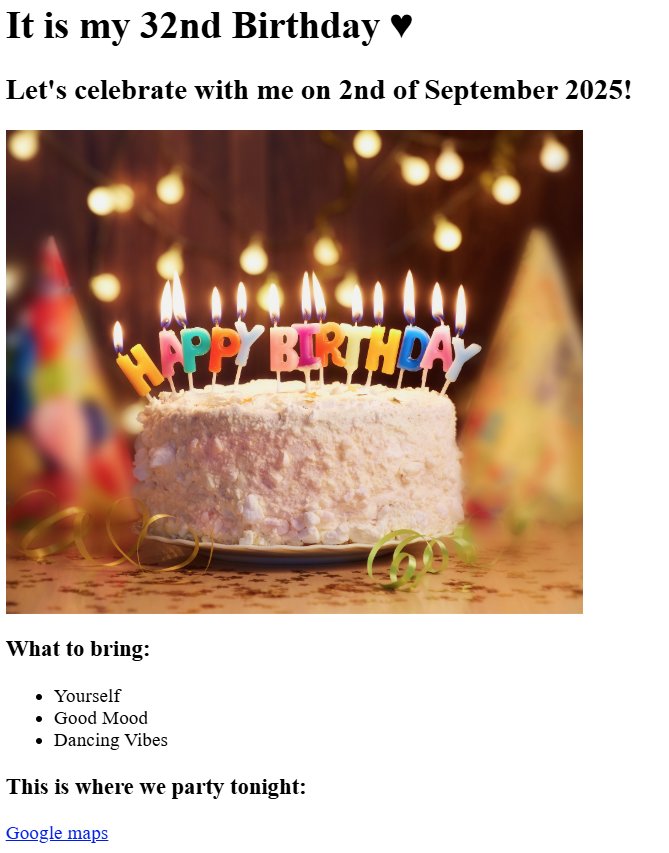 It is my 32nd Birthday ♥
Let's celebrate with me on 2nd of September 2025!
HAPPY BIRTHDAY
What to bring:
Yourself
Good Mood
Dancing Vibes
This is where we party tonight:
Google maps